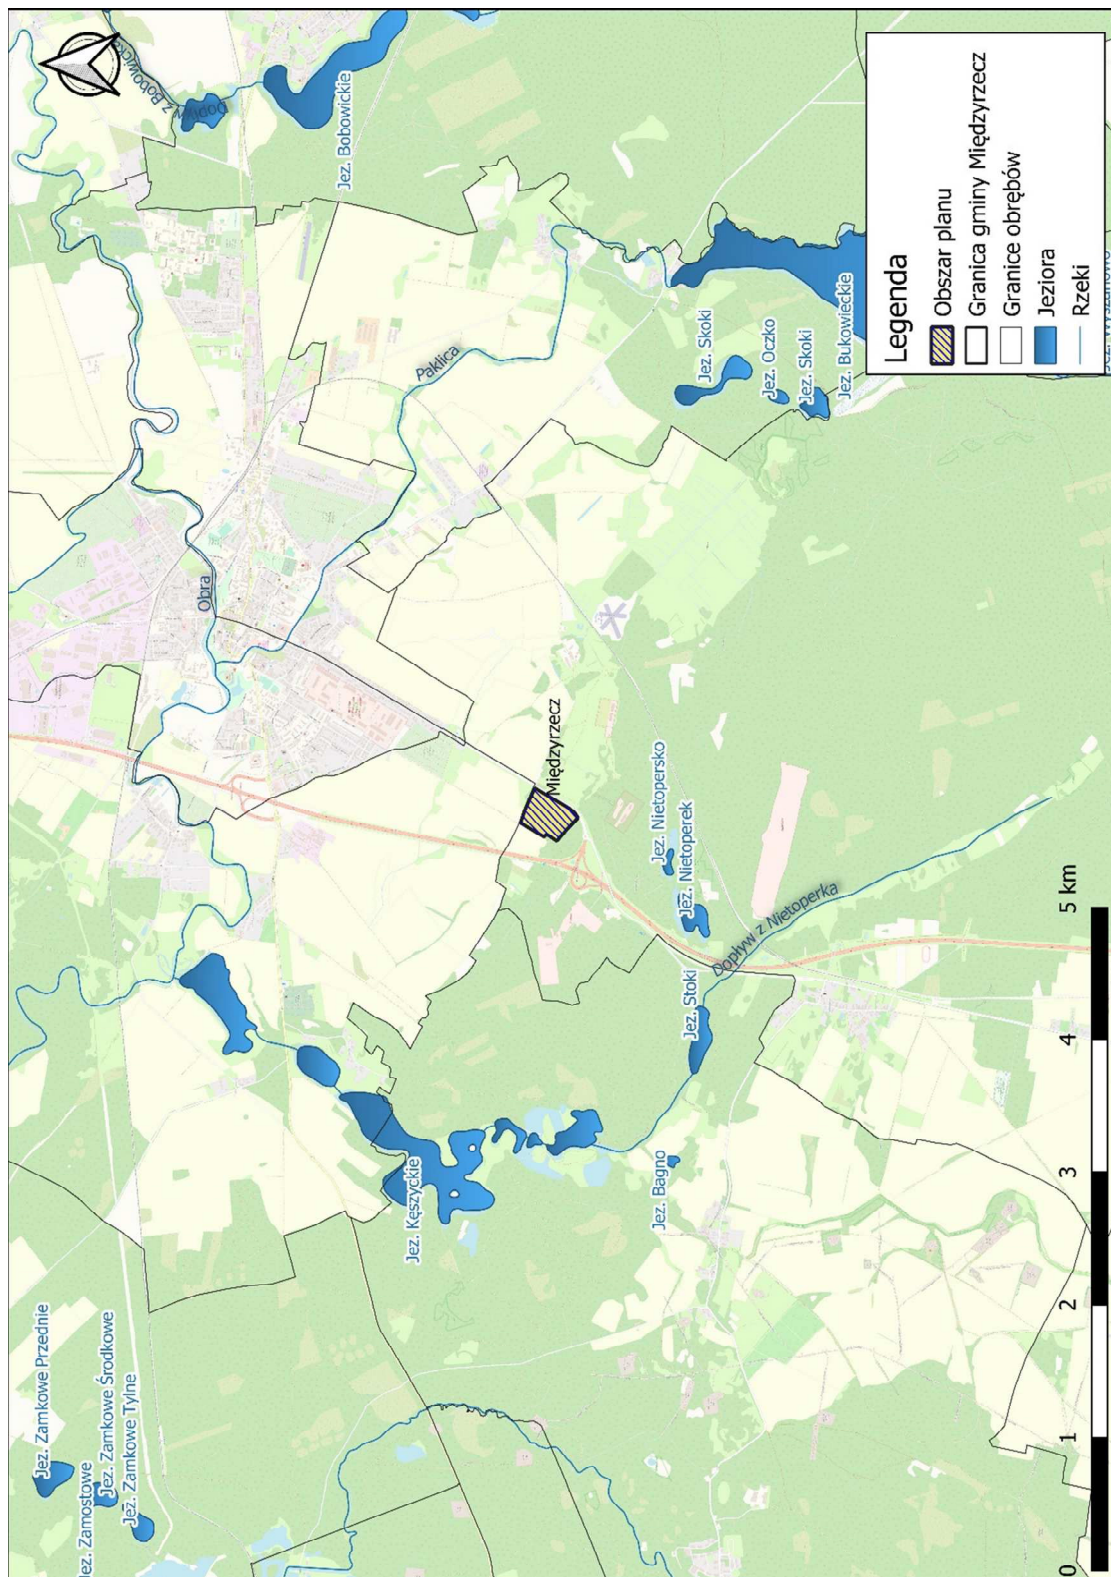 Jez. Zamkowe Przednie
Jez. Zamostowe
Jez. Zamkowe Środkowe
Jez. Zamkowe Tylne
Obra
Dopływ z Bobowicka
Jez. Bobowickie
Paklica
Jez. Kęszyckie
Międzyrzecz
Jez. Skoki
Jez. Oczko
Jez. Skoki
Jez. Bukowieckie
Jez. Nietopersko
Jez. Nietoperek
Jez. Stoki
Jez. Bagno
Dopływ z Nietoperka
Legenda
Obszar planu
Granica gminy Międzyrzecz
Granice obrębów
Jeziora
Rzeki
0 1 2 3 4 5 km